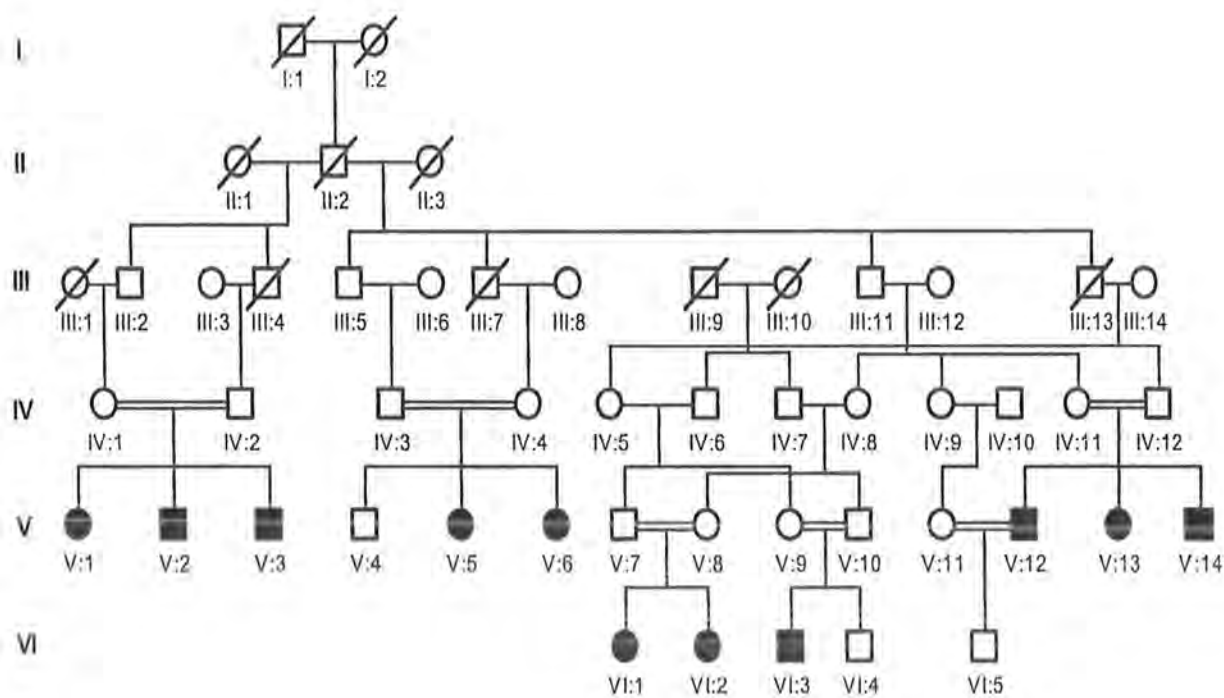 I
I:1 I:2
II
II:1 II:2 II:3
III
III:1 III:2 III:3 III:4 III:5 III:6 III:7 III:8 III:9 III:10 III:11 III:12 III:13 III:14
IV
IV:1 IV:2 IV:3 IV:4 IV:5 IV:6 IV:7 IV:8 IV:9 IV:10 IV:11 IV:12
V
V:1 V:2 V:3 V:4 V:5 V:6 V:7 V:8 V:9 V:10 V:11 V:12 V:13 V:14
VI
VI:1 VI:2 VI:3 VI:4 VI:5